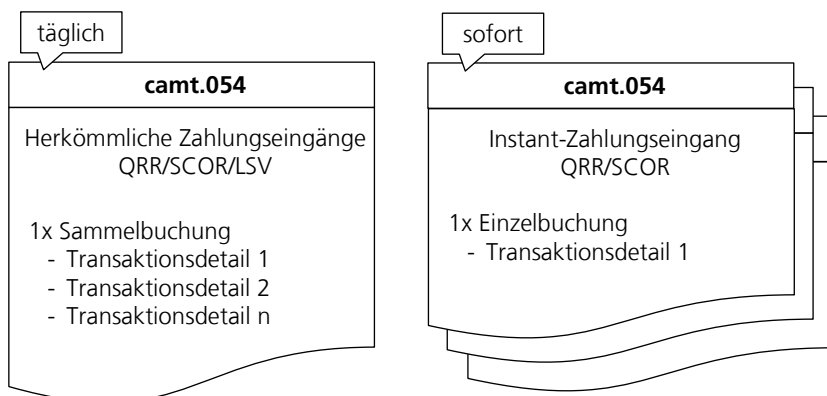 täglich
camt.054
Herkömmliche Zahlungseingänge
QRR/SCOR/LSV
1x Sammelbuchung
- Transaktionsdetail 1
- Transaktionsdetail 2
- Transaktionsdetail n
sofort
camt.054
Instant-Zahlungseingang
QRR/SCOR
1x Einzelbuchung
- Transaktionsdetail 1